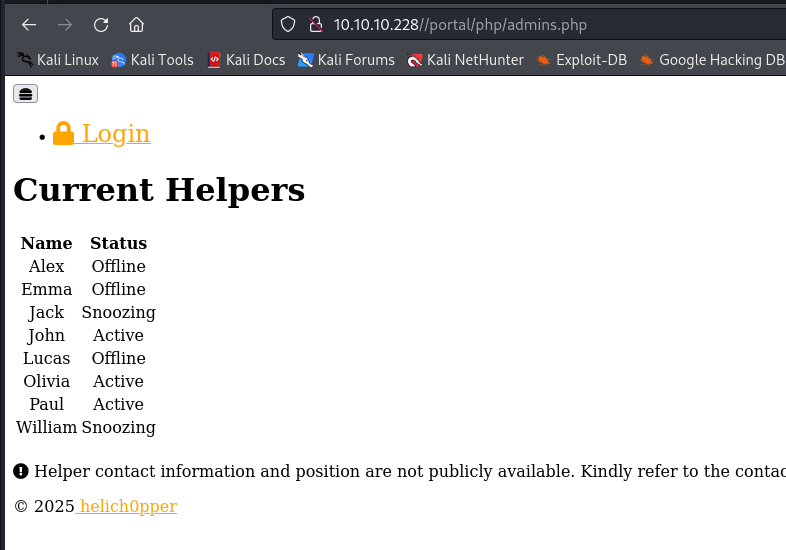 10.10.10.228//portal/php/admins.php
Kali Linux Kali Tools Kali Docs Kali Forums Kali NetHunter Exploit-DB Google Hacking DB
Login
Current Helpers
Name Status
Alex Offline
Emma Offline
Jack Snoozing
John Active
Lucas Offline
Olivia Active
Paul Active
William Snoozing
Helper contact information and position are not publicly available. Kindly refer to the
© 2025 helich0pper